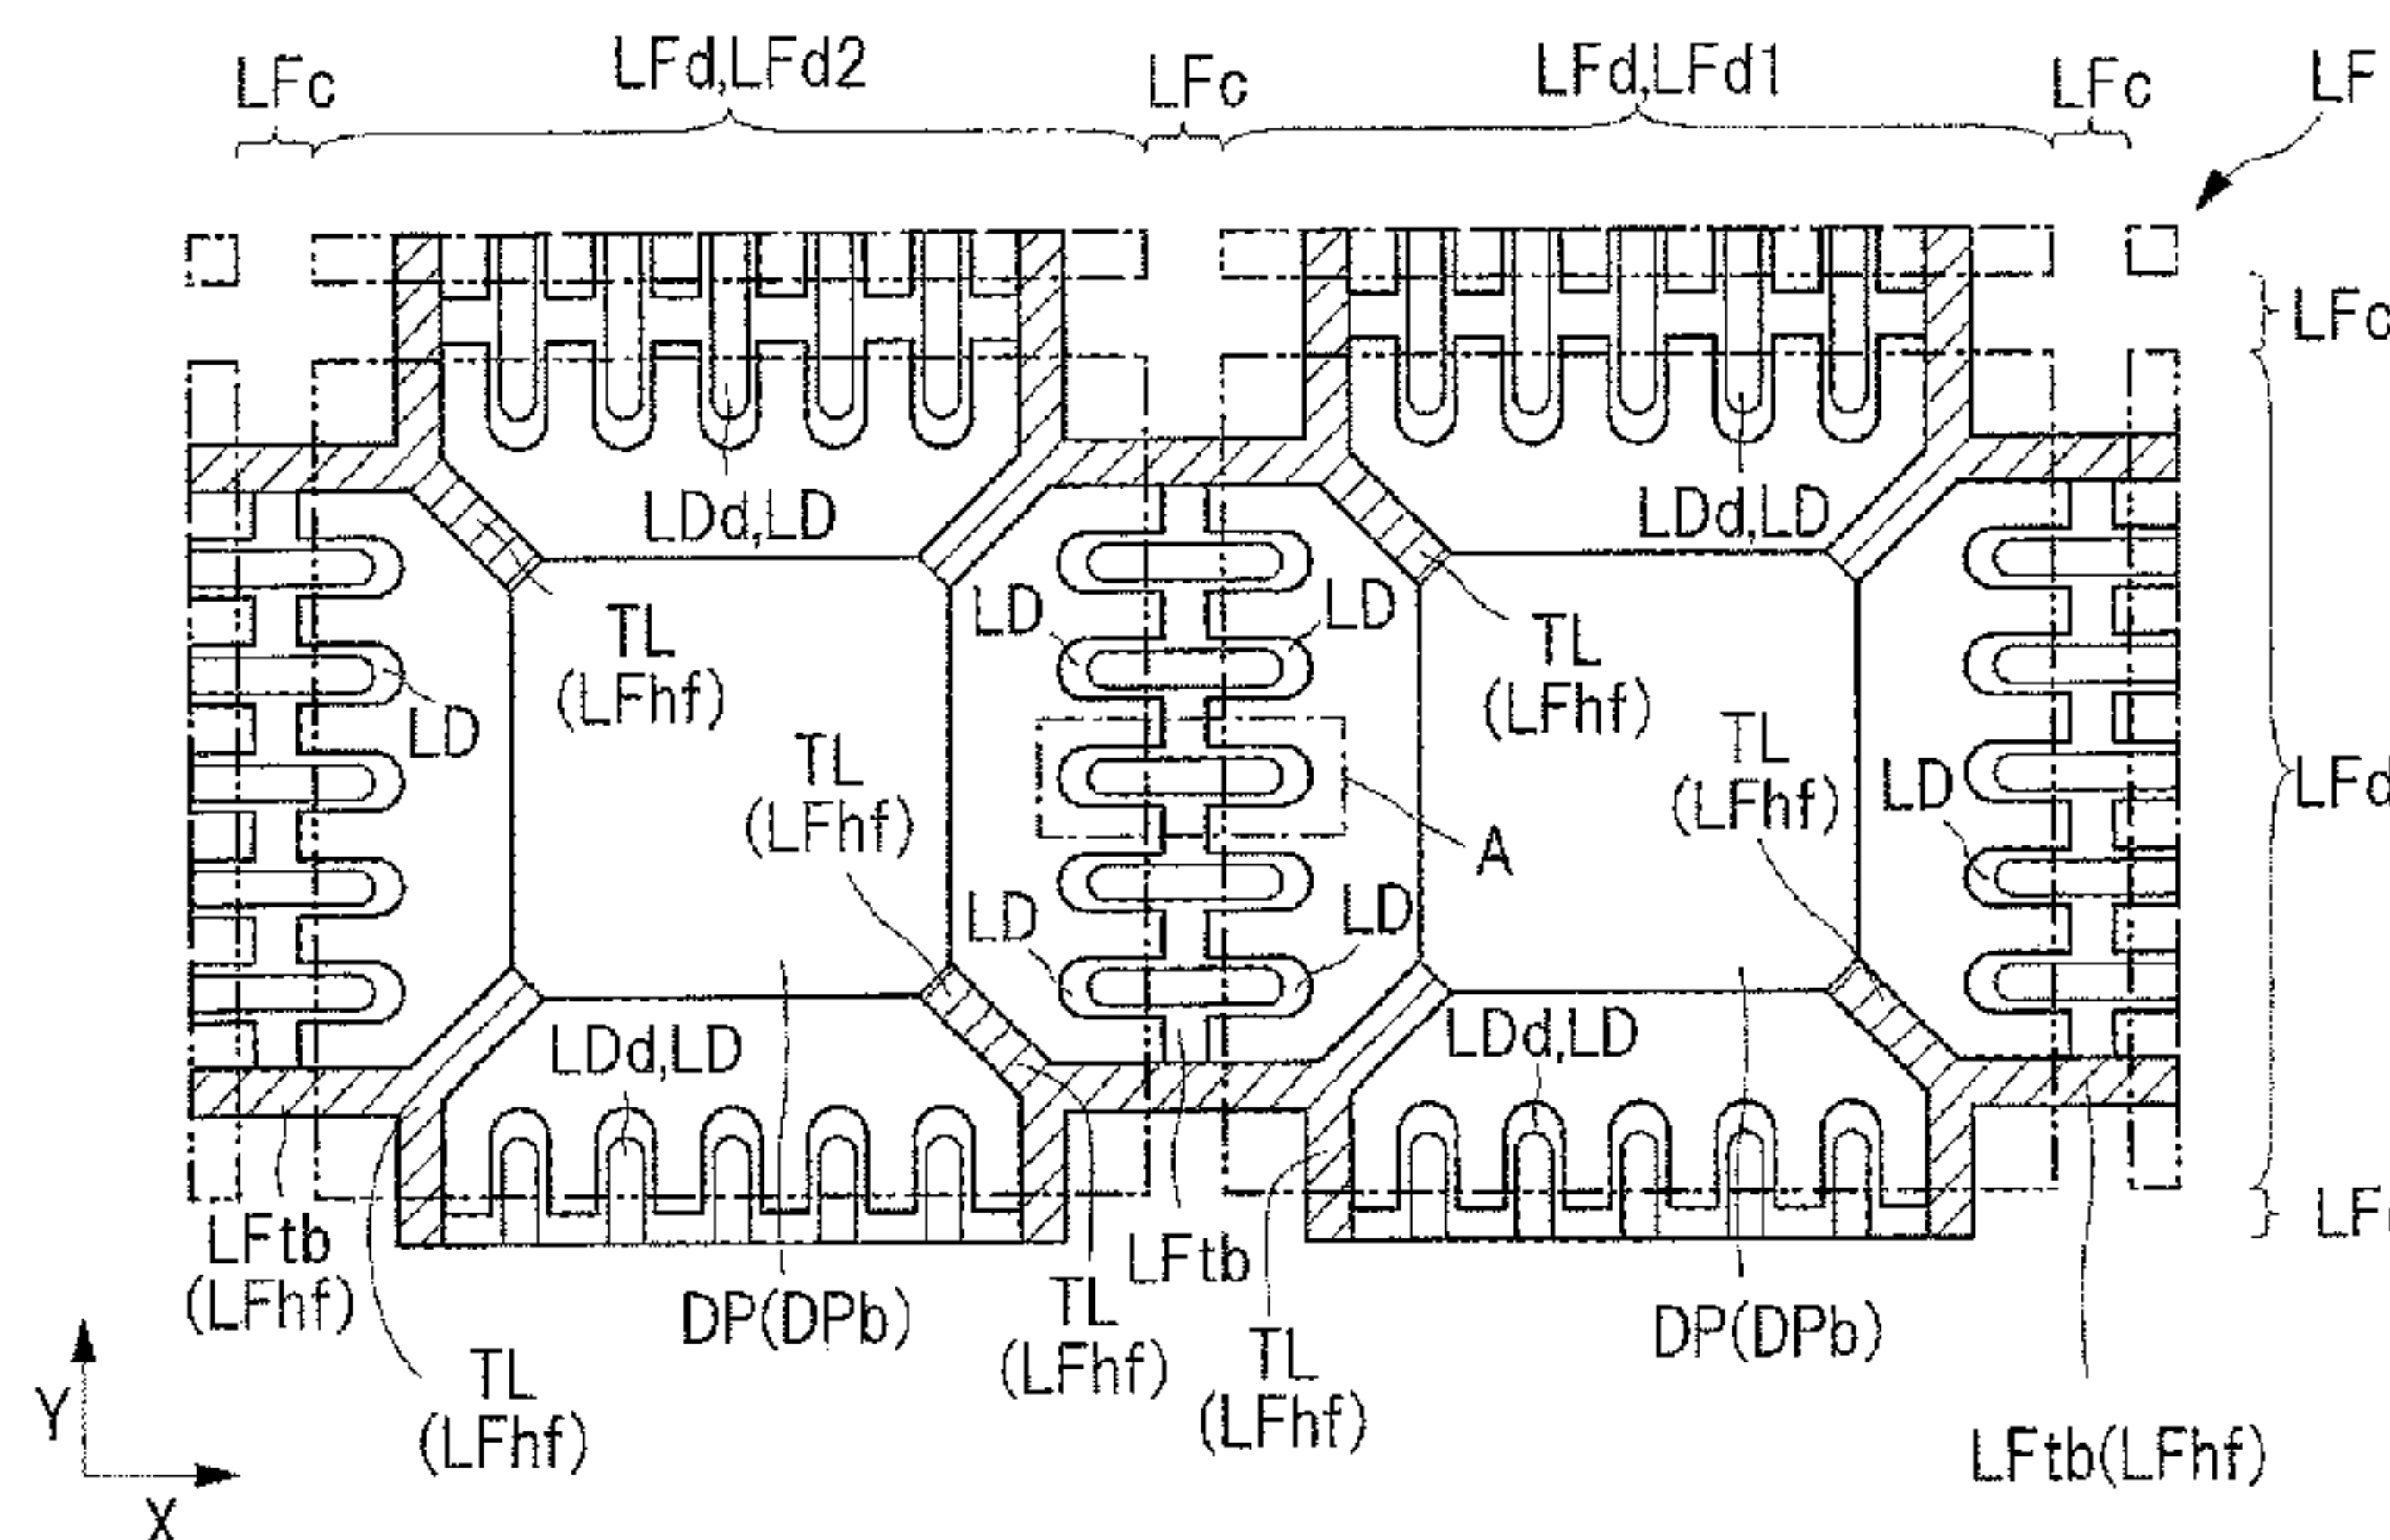 LFc
LFd,LFd2
LFc
LFd,LFd1
LFc
LF
LFc
LDd,LD
LDd,LD
LD
LD
TL
(LFhf)
TL
(LFhf)
LD
TL
(LFhf)
TL
(LFhf)
LD
LFd
A
LD
LD
LDd,LD
LDd,LD
LFtb
(LFhf)
LFtb
DP(DPb)
TL
(LFhf)
TL
(LFhf)
DP(DPb)
TL
(LFhf)
LFtb(LFhf)
Y
X